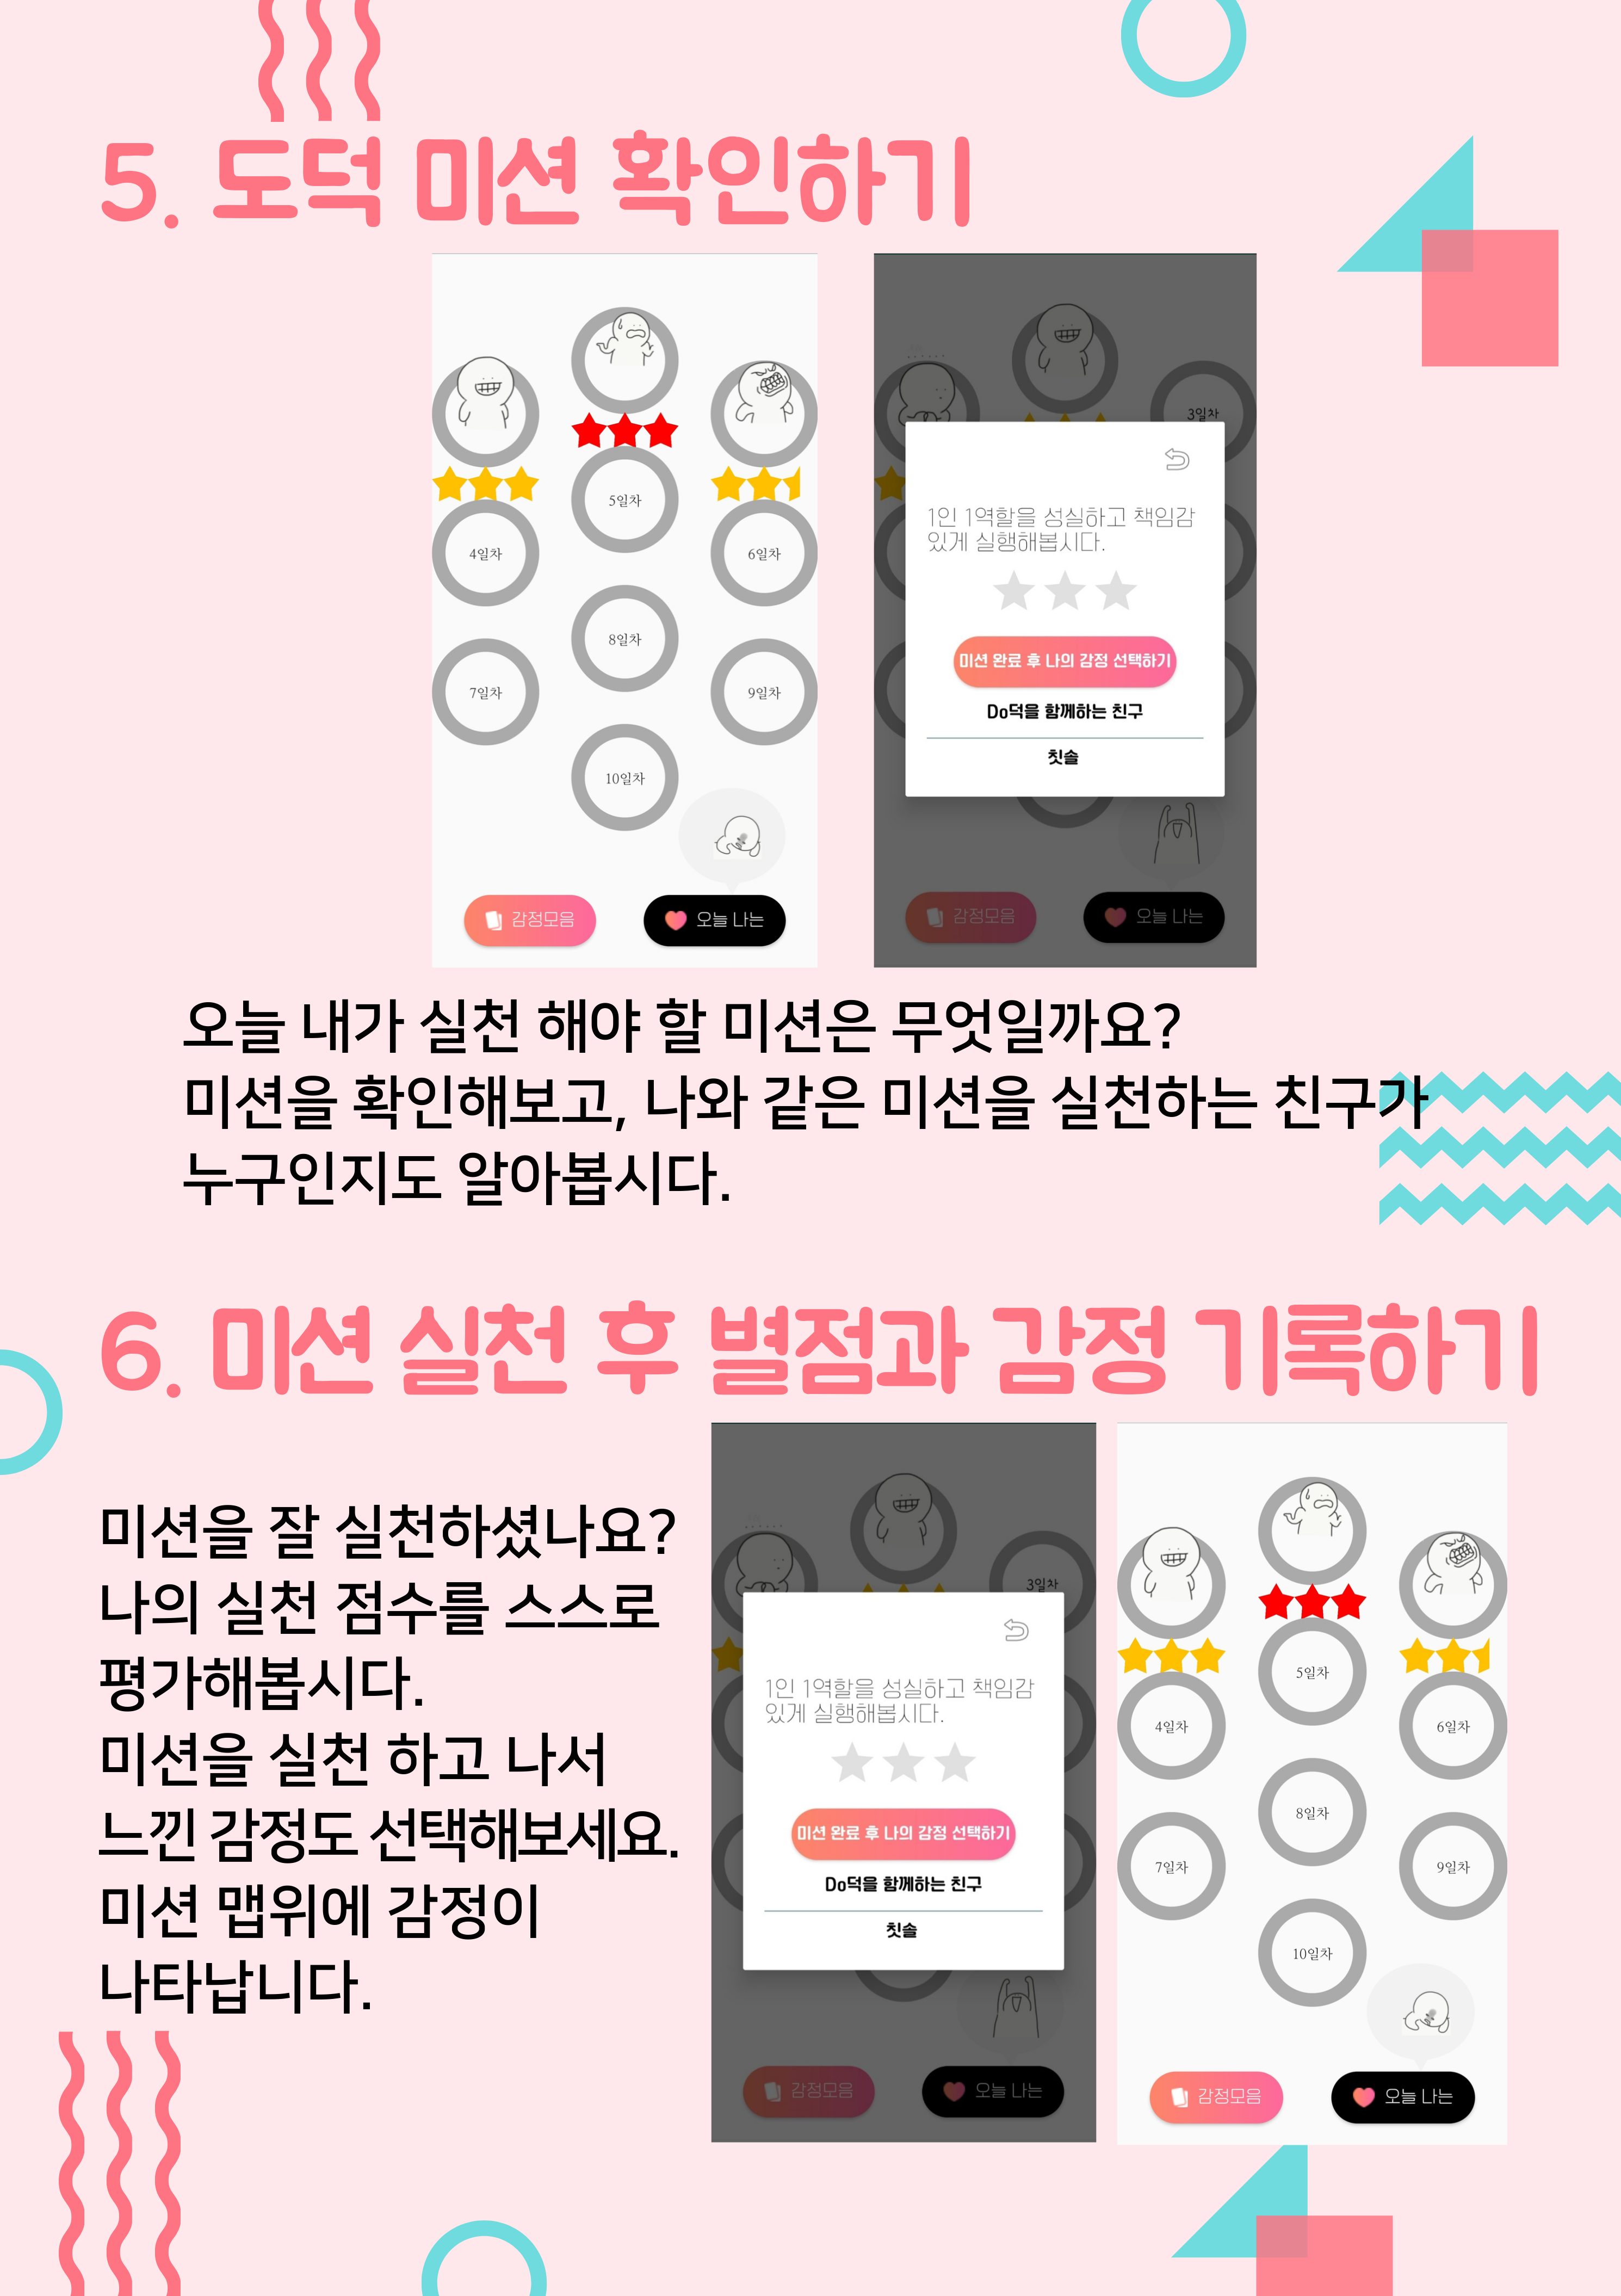 5. 도덕 미션 확인하기
5일차
4일차
6일차
8일차
7일차
9일차
10일차
감정모음
오늘 나는
3일차
1인 1역할을 성실하고 책임감
있게 실행해봅시다.
미션 완료 후 나의 감정 선택하기
Do덕을 함께하는 친구
칫솔
감정모음
오늘 나는
오늘 내가 실천 해야 할 미션은 무엇일까요?
미션을 확인해보고, 나와 같은 미션을 실천하는 친구가
누구인지도 알아봅시다.
6. 미션 실천 후 별점과 감정 기록하기
미션을 잘 실천하셨나요?
나의 실천 점수를 스스로
평가해봅시다.
미션을 실천 하고 나서
느낀 감정도 선택해보세요.
미션 맵위에 감정이
나타납니다.
3일차
1인 1역할을 성실하고 책임감
있게 실행해봅시다.
미션 완료 후 나의 감정 선택하기
Do덕을 함께하는 친구
칫솔
감정모음
오늘 나는
5일차
4일차
6일차
8일차
7일차
9일차
10일차
감정모음
오늘 나는